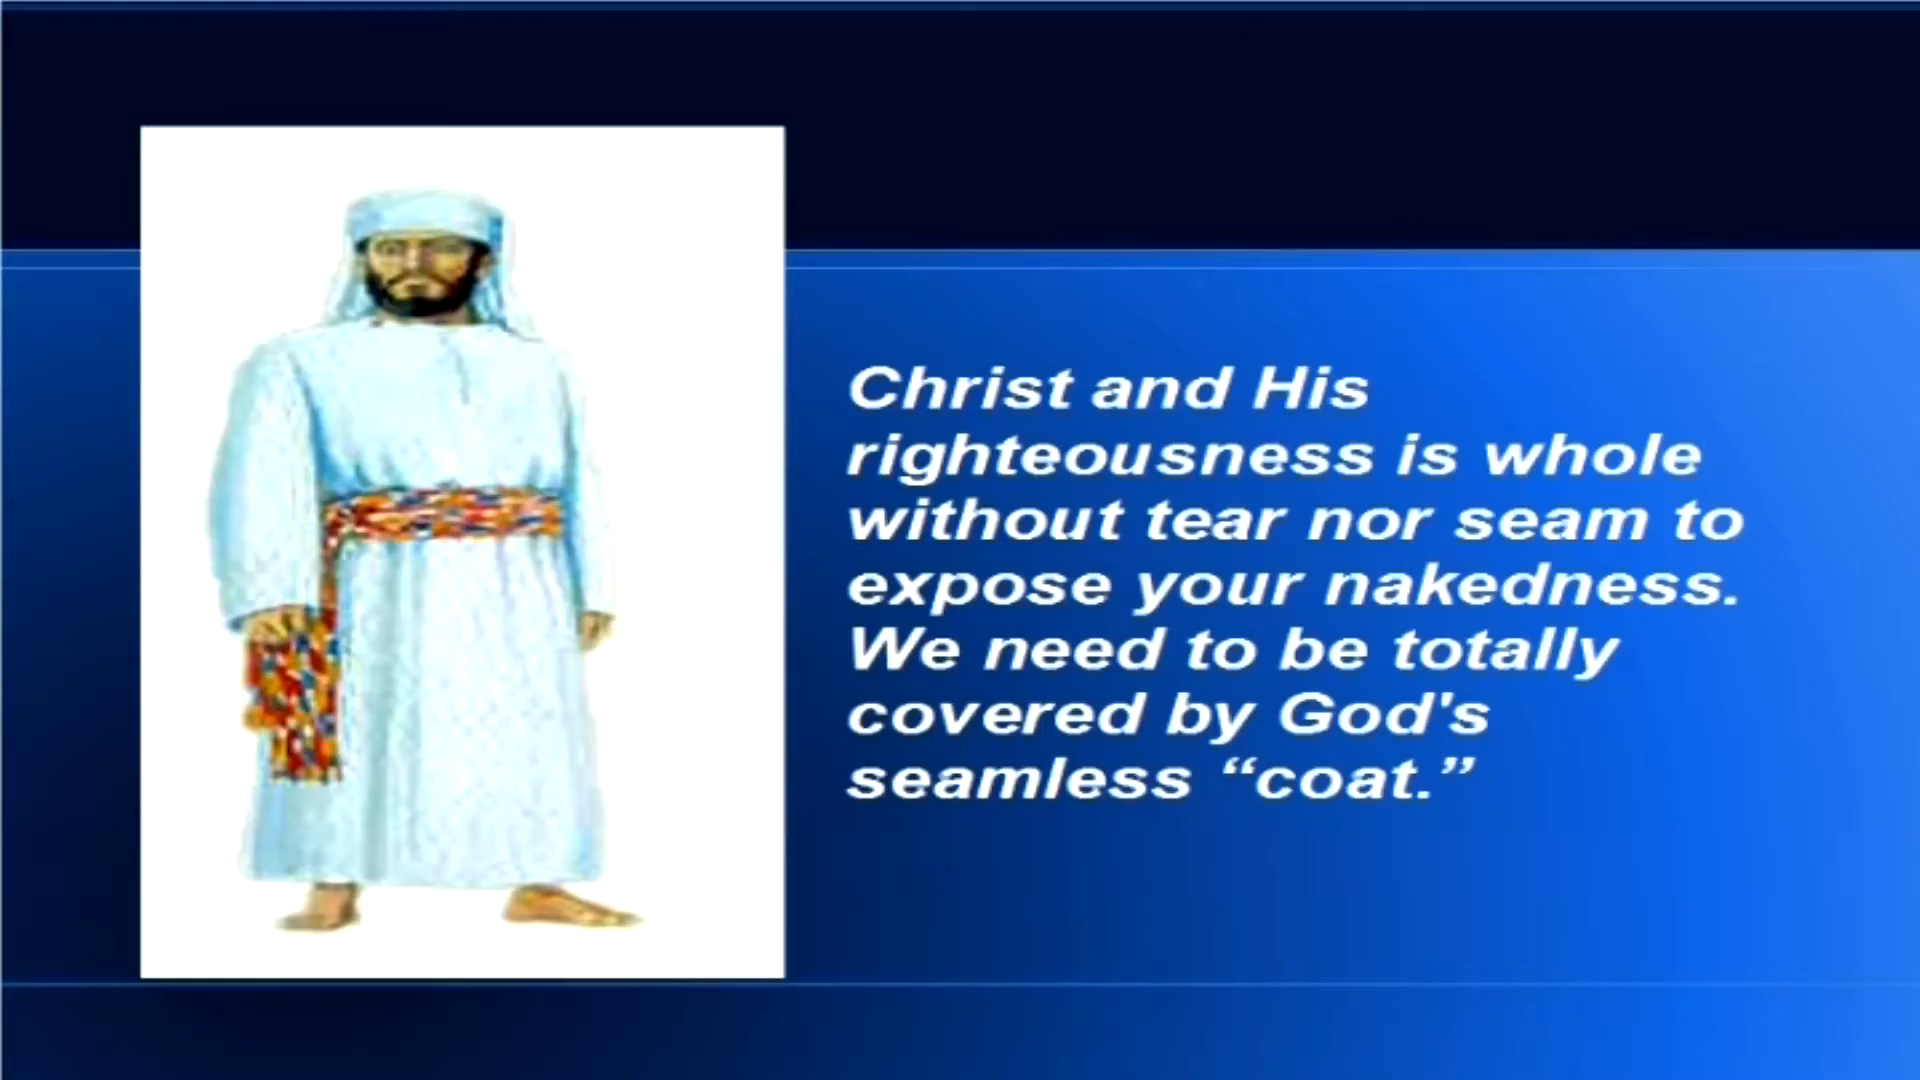 Christ and His
righteousness is whole
without tear nor seam to
expose your nakedness.
We need to be totally
covered by God's
seamless “coat.”